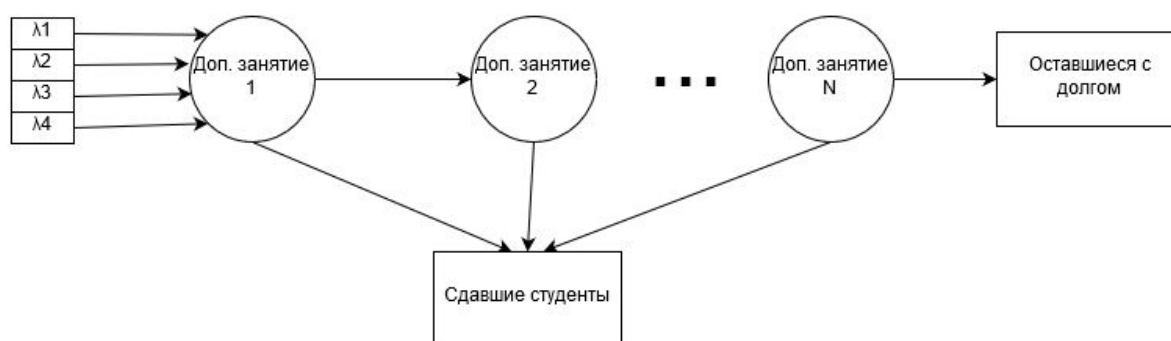 λ1
λ2
λ3
λ4
Доп. занятие
1
Доп. занятие
2
...
Доп. занятие
N
Оставшиеся с
долгом
Сдавшие студенты